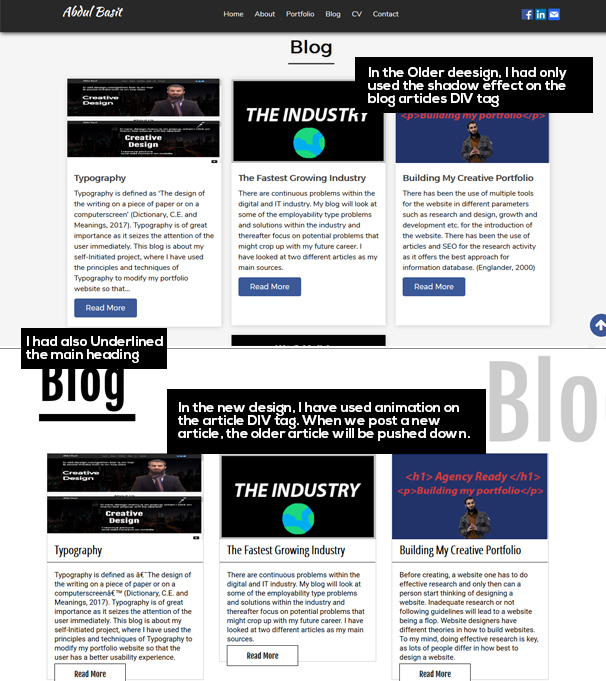 Abdul Basit
Home About Portfolio Blog CV Contact
Blog
In the Older deesign, I had only
used the shadow effect on the
blog articles DIV tag
Creative
Design
Creative
Design
THE INDUSTRY
<p>Building my portfolio</p>
Typography
Typography is defined as 'The design of
the writing on a piece of paper or on a
computerscreen' (Dictionary, C.E. and
Meanings, 2017). Typography is of great
importance as it seizes the attention of the
user immediately. This blog is about my
self-Initiated project, where I have used
the principles and techniques of
Typography to modify my portfolio
website so that...
Read More
The Fastest Growing Industry
There are continuous problems within the
digital and IT industry. My blog will look at
some of the employability type problems
and solutions within the industry and
thereafter focus on potential problems that
might crop up with my future career. I
have looked at two different articles as my
main sources.
Read More
Building My Creative Portfolio
There has been the use of multiple tools
for the website in different parameters
such as research and design, growth and
development etc. for the introduction of
the website. There has been the use of
articles and SEO for the research activity
as it offers the best approach for
information database. (Englander, 2000)
Read More
I had also Underlined
the main heading
Blog
Blo
In the new design, I have used animation on
the article DIV tag. When we post a new
article, the older article will be pushed down.
Creative
Design
Creative
Design
THE INDUSTRY
<h1> Agency Ready </h1>
<p>Building my portfolio</p>
Typography
Typography is defined as â€˜The design of
the writing on a piece of paper or on a
computerscreenâ€™ (Dictionary, C.E. and
Meanings, 2017). Typography is of great
importance as it seizes the attention of the
user immediately. This blog is about my
self-Initiated project, where I have used the
principles and techniques of Typography to
modify my portfolio website so that the
user has a better usability experience.
Read More
The Fastest Growing Industry
There are continuous problems within the
digital and IT industry. My blog will look at
some of the employability type problems
and solutions within the industry and
thereafter focus on potential problems that
might crop up with my future career. I have
looked at two different articles as my main
sources.
Read More
Building My Creative Portfolio
Before creating, a website one has to do
effective research and only then can a
person start thinking of designing a
website. Inadequate research or not
following guidelines will lead to a website
being a flop. Website designers have
different theories in how to build websites.
To my mind, doing effective research is key,
as lots of people differ in how best to
design a website.
Read More